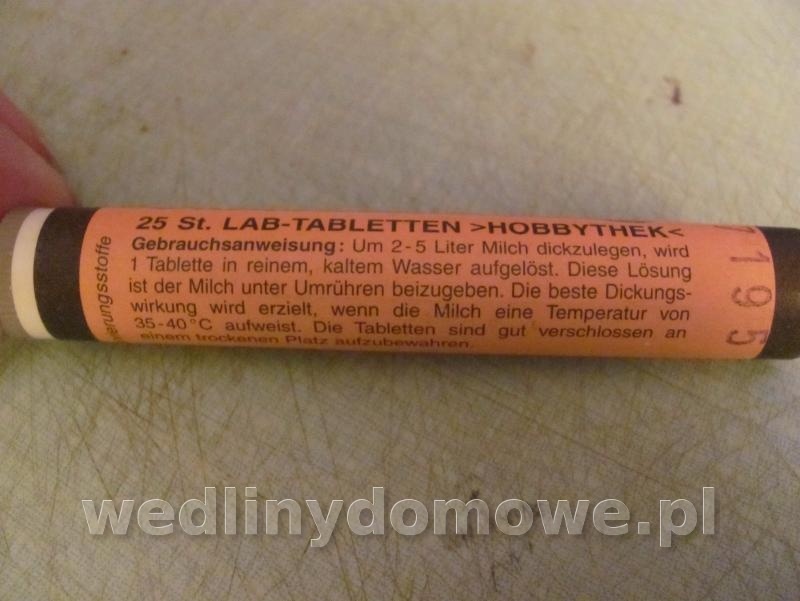 25 St. LAB-TABLETTEN >HOBBYTHEK<
Gebrauchsanweisung: Um 2-5 Liter Milch dickzulegen, wird
1 Tablette in reinem, kaltem Wasser aufgelöst. Diese Lösung
ist der Milch unter Umrühren beizugeben. Die beste Dickungs-
wirkung wird erzielt, wenn die Milch eine Temperatur von
35-40°C aufweist. Die Tabletten sind gut verschlossen an
einem trockenen Platz aufzubewahren.
7195
wedlinydomowe.pl